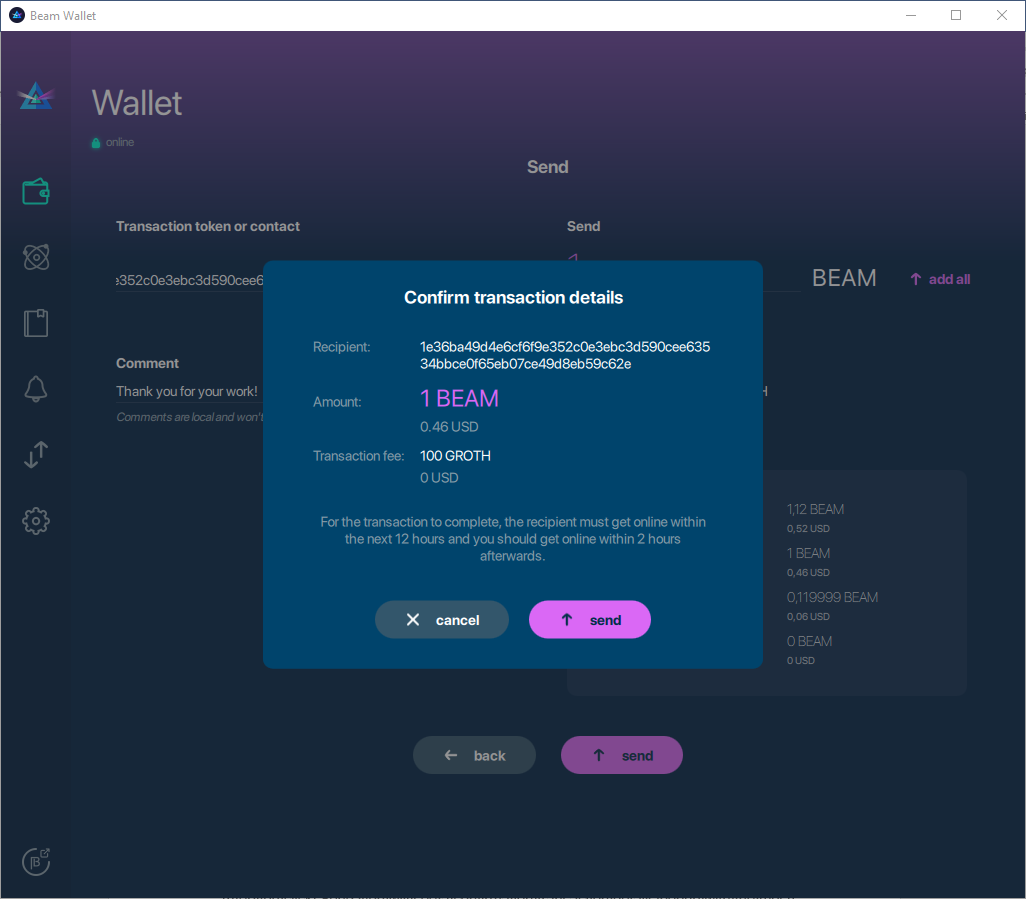 Beam Wallet
Wallet
online
Send
Transaction token or contact
Send
BEAM
add all
Comment
Thank you for your work!
Confirm transaction details
Recipient:
1e36ba49d4e6cf6f9e352c0e3ebc3d590cee635
34bbce0f65eb07ce49d8eb59c62e
Amount:
1 BEAM
0.46 USD
Transaction fee:
100 GROTH
0 USD
For the transaction to complete, the recipient must get online within
the next 12 hours and you should get online within 2 hours
afterwards.
cancel
send
Comments are local and won't
1,12 BEAM
0,52 USD
1 BEAM
0,46 USD
0,119999 BEAM
0,06 USD
0 BEAM
0 USD
back
send